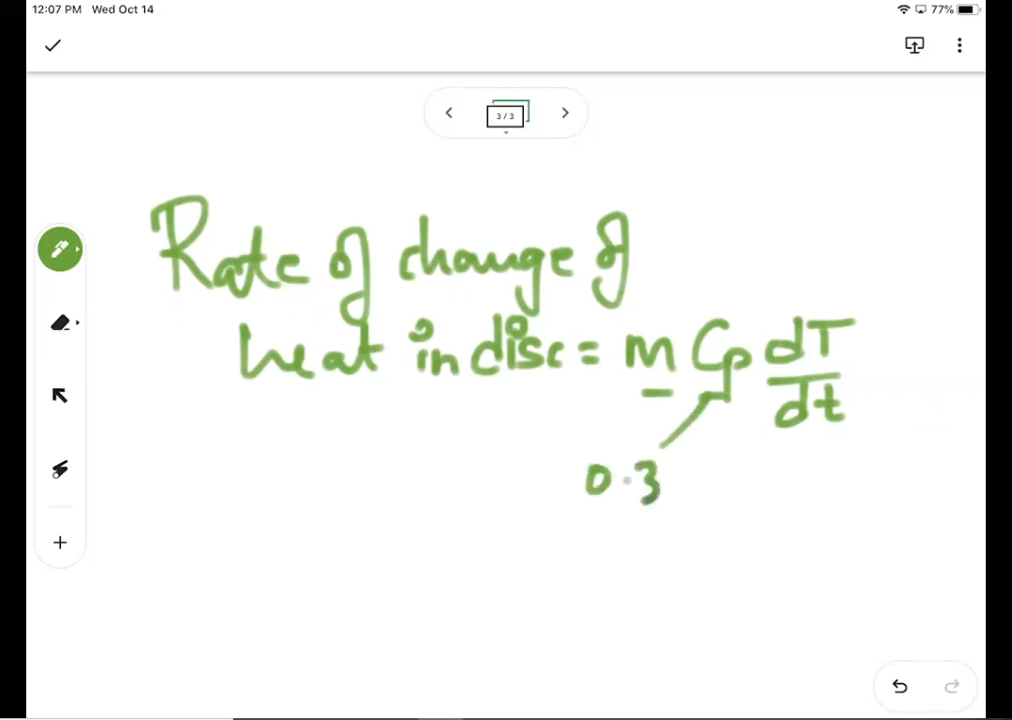 12:07 PM Wed Oct 14
77%
3 / 3
Rate of change of
heat in disc = m Cp dT
dt
0.3